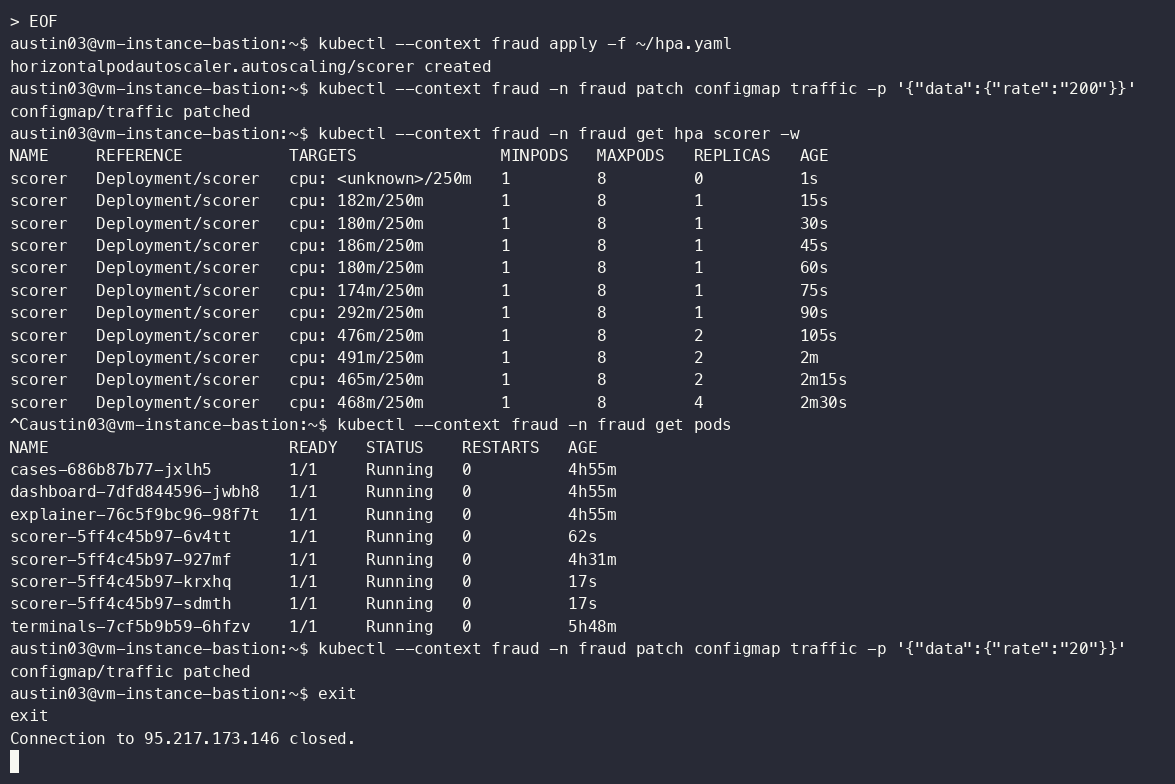 > EOF
austin03@vm-instance-bastion:~$ kubectl --context fraud apply -f ~/hpa.yaml
horizontalpodautoscaler.autoscaling/scorer created
austin03@vm-instance-bastion:~$ kubectl --context fraud -n fraud patch configmap traffic -p '{"data":{"rate":"200"}}'
configmap/traffic patched
austin03@vm-instance-bastion:~$ kubectl --context fraud -n fraud get hpa scorer -w
NAME     REFERENCE           TARGETS               MINPODS   MAXPODS   REPLICAS   AGE
scorer   Deployment/scorer   cpu: <unknown>/250m   1         8         0          1s
scorer   Deployment/scorer   cpu: 182m/250m        1         8         1          15s
scorer   Deployment/scorer   cpu: 180m/250m        1         8         1          30s
scorer   Deployment/scorer   cpu: 186m/250m        1         8         1          45s
scorer   Deployment/scorer   cpu: 180m/250m        1         8         1          60s
scorer   Deployment/scorer   cpu: 174m/250m        1         8         1          75s
scorer   Deployment/scorer   cpu: 292m/250m        1         8         1          90s
scorer   Deployment/scorer   cpu: 476m/250m        1         8         2          105s
scorer   Deployment/scorer   cpu: 491m/250m        1         8         2          2m
scorer   Deployment/scorer   cpu: 465m/250m        1         8         2          2m15s
scorer   Deployment/scorer   cpu: 468m/250m        1         8         4          2m30s
^Caustin03@vm-instance-bastion:~$ kubectl --context fraud -n fraud get pods
NAME                         READY   STATUS    RESTARTS   AGE
cases-686b87b77-jxlh5        1/1     Running   0          4h55m
dashboard-7dfd844596-jwbh8   1/1     Running   0          4h55m
explainer-76c5f9bc96-98f7t   1/1     Running   0          4h55m
scorer-5ff4c45b97-6v4tt      1/1     Running   0          62s
scorer-5ff4c45b97-927mf      1/1     Running   0          4h31m
scorer-5ff4c45b97-krxhq      1/1     Running   0          17s
scorer-5ff4c45b97-sdmth      1/1     Running   0          17s
terminals-7cf5b9b59-6hfzv    1/1     Running   0          5h48m
austin03@vm-instance-bastion:~$ kubectl --context fraud -n fraud patch configmap traffic -p '{"data":{"rate":"20"}}'
configmap/traffic patched
austin03@vm-instance-bastion:~$ exit
exit
Connection to 95.217.173.146 closed.